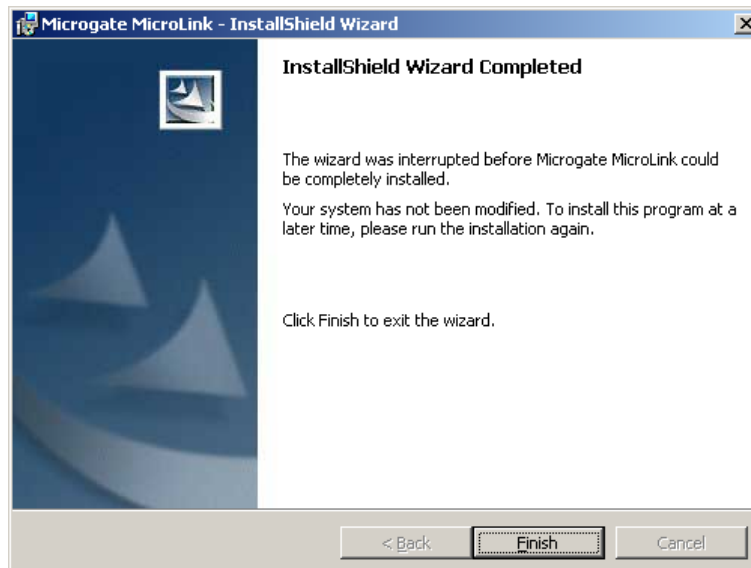 Microgate MicroLink - InstallShield Wizard
InstallShield Wizard Completed
The wizard was interrupted before Microgate MicroLink could
be completely installed.
Your system has not been modified. To install this program at a
later time, please run the installation again.
Click Finish to exit the wizard.
< Back
Finish
Cancel